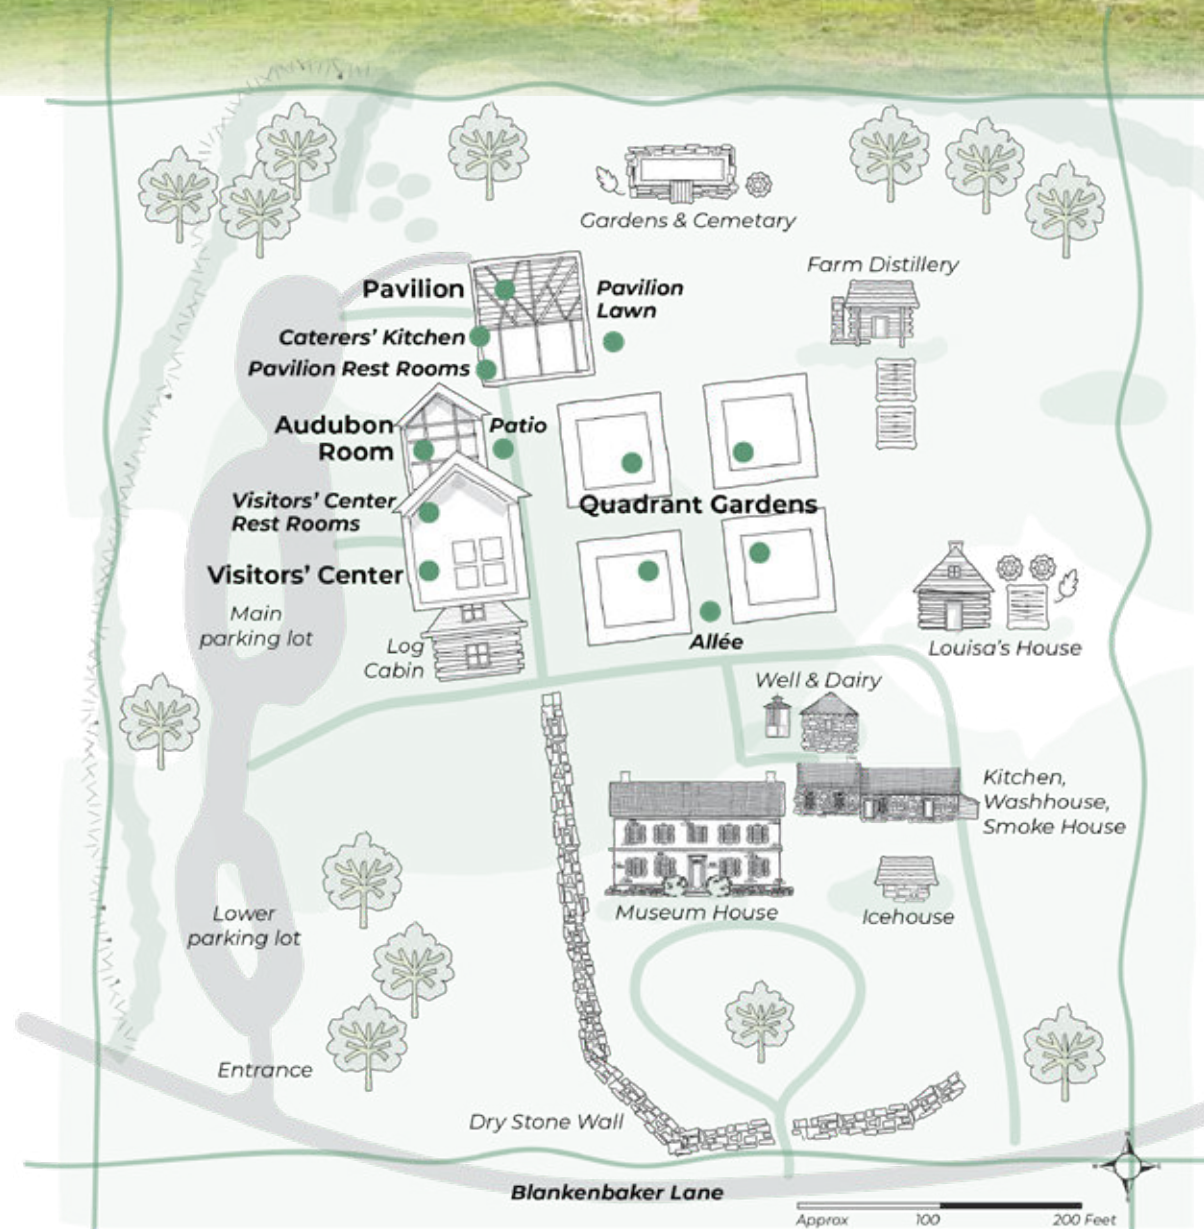 Gardens & Cemetary
Farm Distillery
Pavilion
Pavilion
Lawn
Caterers' Kitchen
Pavilion Rest Rooms
Audubon
Room
Patio
Visitors' Center
Rest Rooms
Quadrant Gardens
Visitors' Center
Main
parking lot
Log
Cabin
Allée
Louisa's House
Well & Dairy
Kitchen,
Washhouse,
Smoke House
Museum House
Icehouse
Lower
parking lot
Entrance
Dry Stone Wall
Blankenbaker Lane
Approx 100 200 Feet